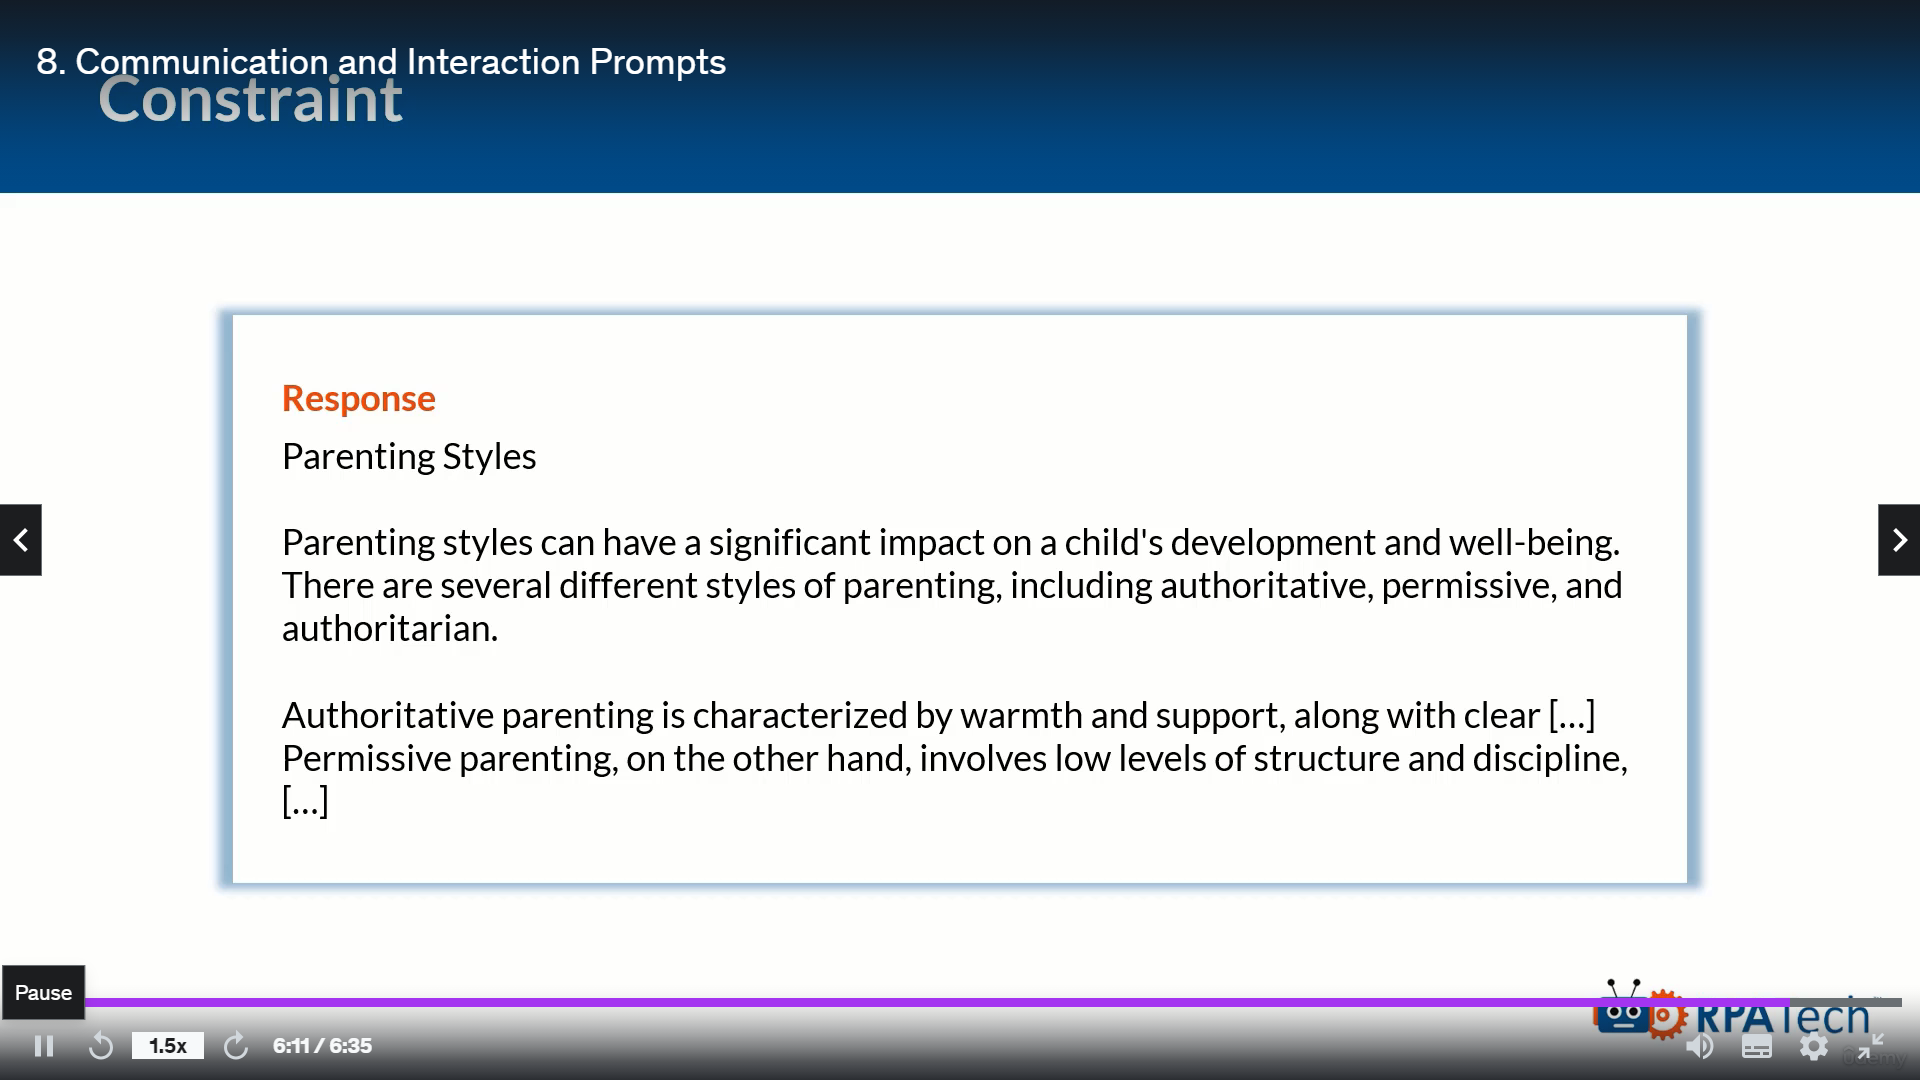 8. Communication and Interaction Prompts
Constraint
Response
Parenting Styles
Parenting styles can have a significant impact on a child's development and well-being.
There are several different styles of parenting, including authoritative, permissive, and
authoritarian.
Authoritative parenting is characterized by warmth and support, along with clear [...]
Permissive parenting, on the other hand, involves low levels of structure and discipline,
[...]
Pause
RPATech
1.5x
6:11 / 6:35
Udemy